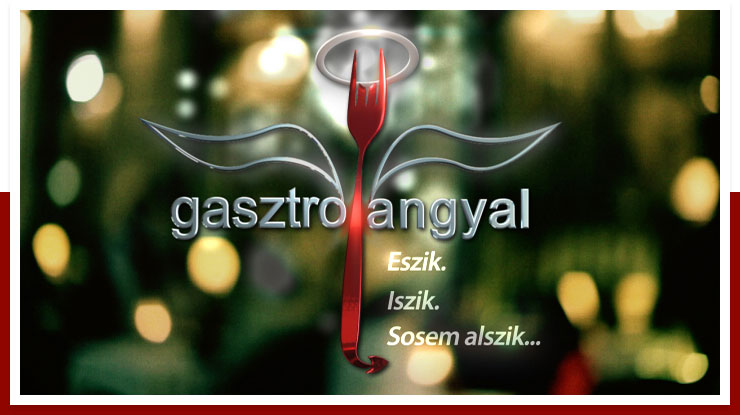 gasztro angyal
Eszik.
Iszik.
Sosem alszik...